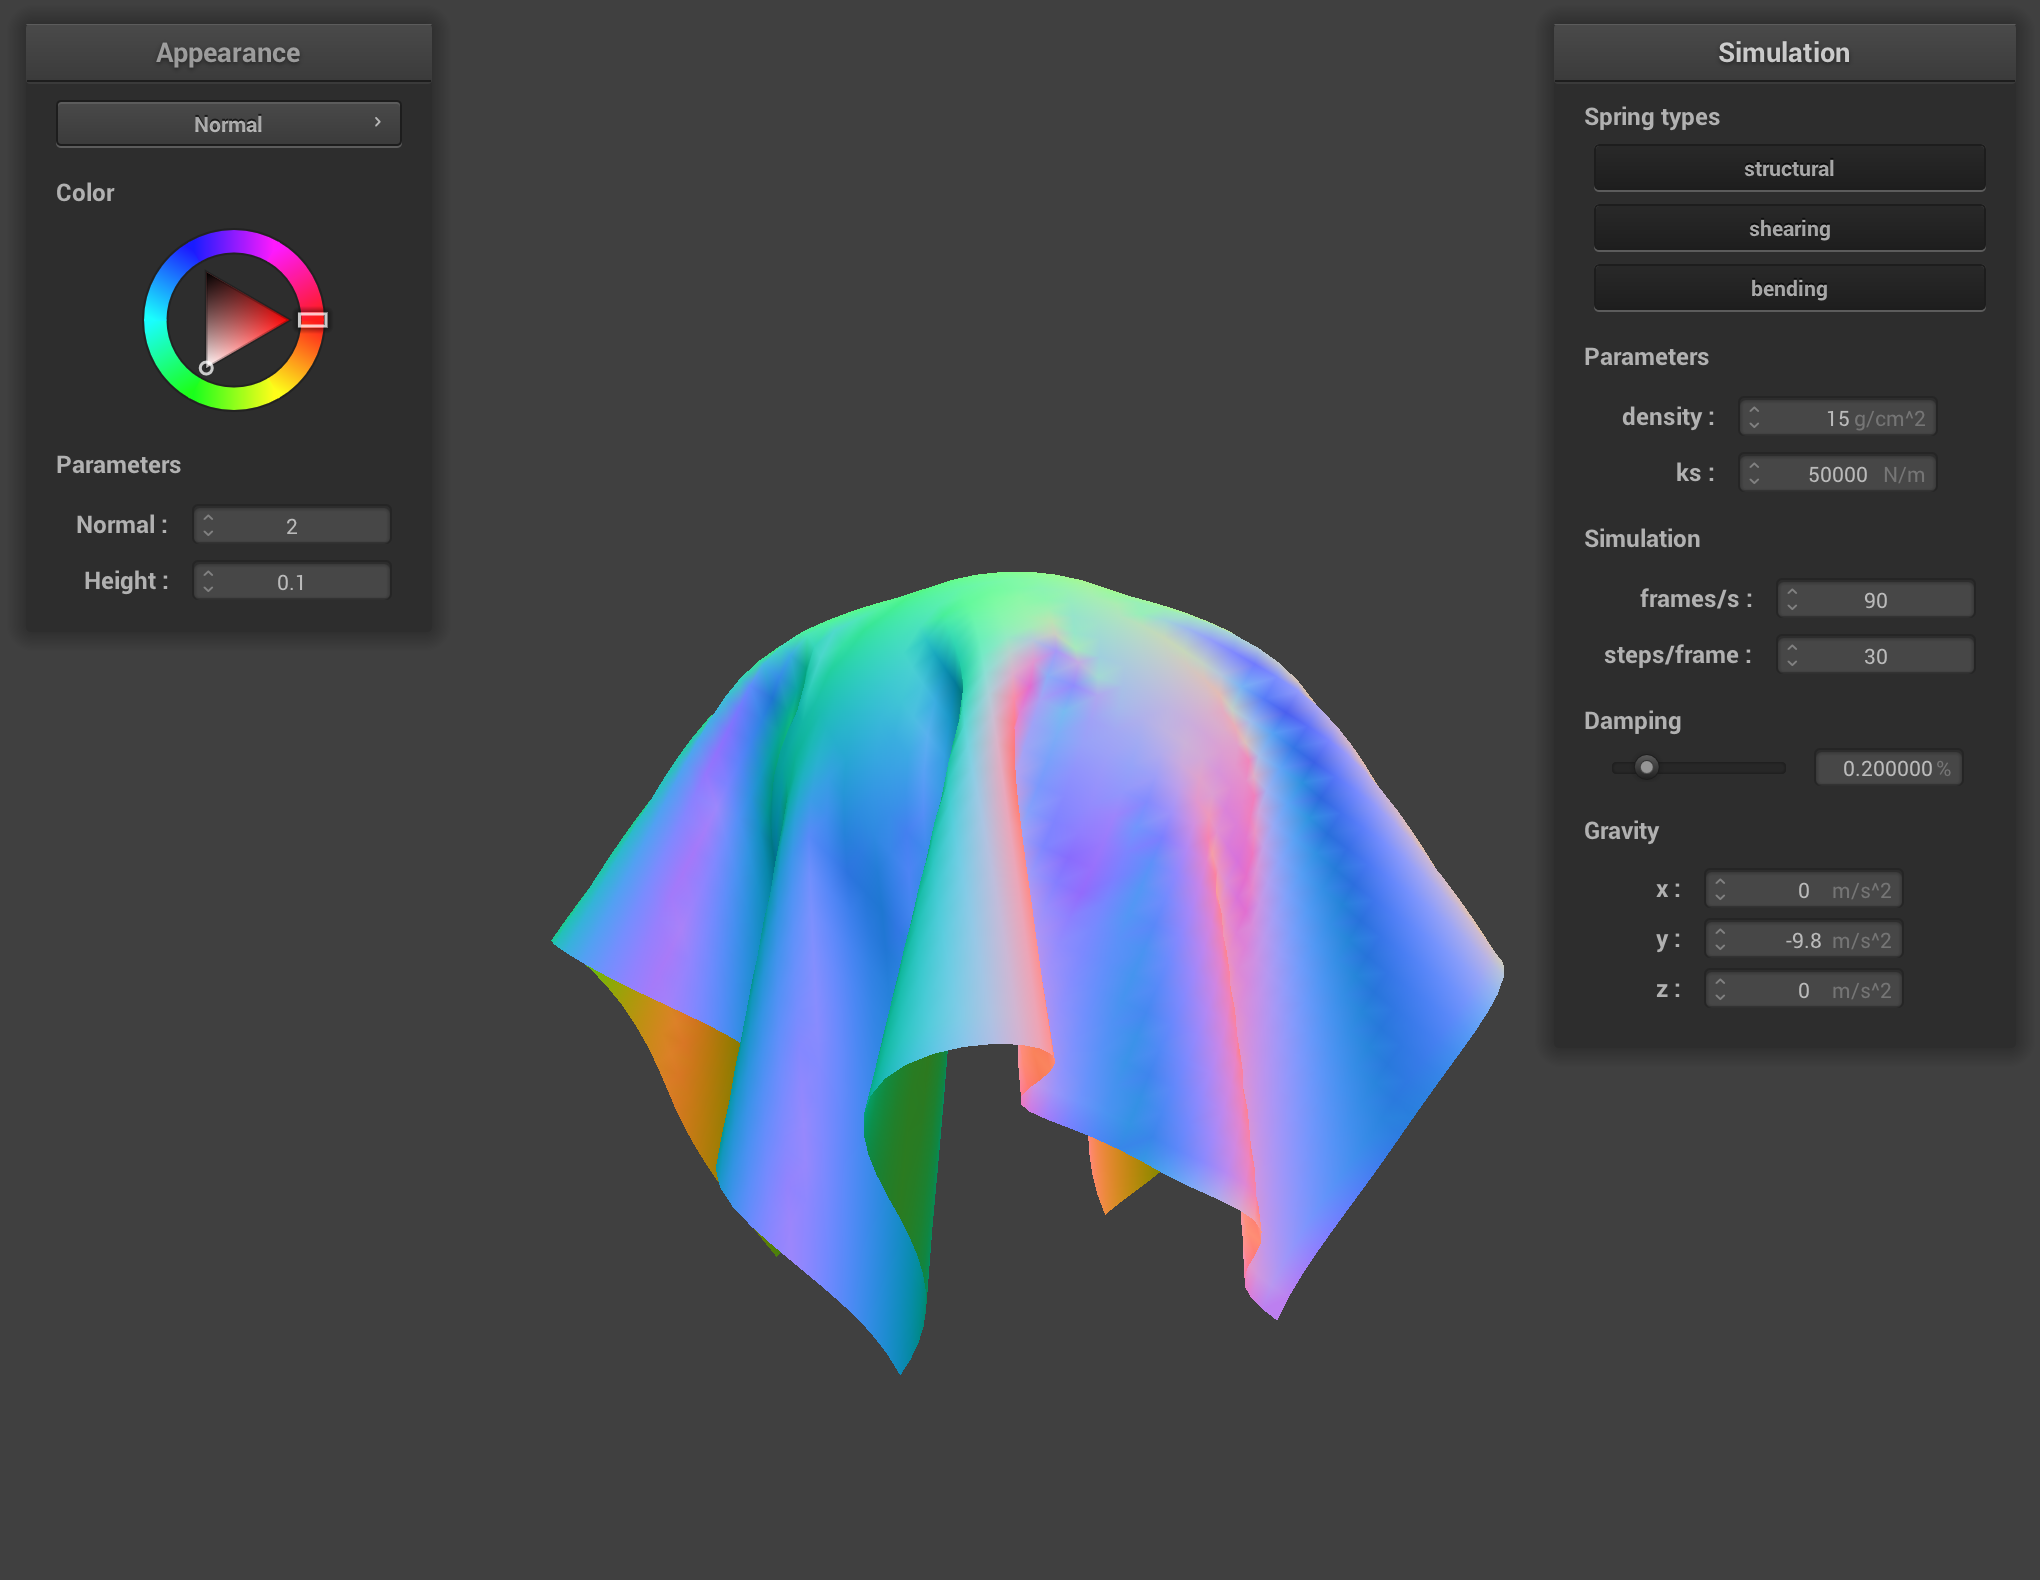 Appearance
Normal
Color
Parameters
Normal : 2
Height : 0.1
Simulation
Spring types
structural
shearing
bending
Parameters
density : 15 g/cm^2
ks : 50000 N/m
Simulation
frames/s : 90
steps/frame : 30
Damping
0.200000 %
Gravity
x : 0 m/s^2
y : -9.8 m/s^2
z : 0 m/s^2